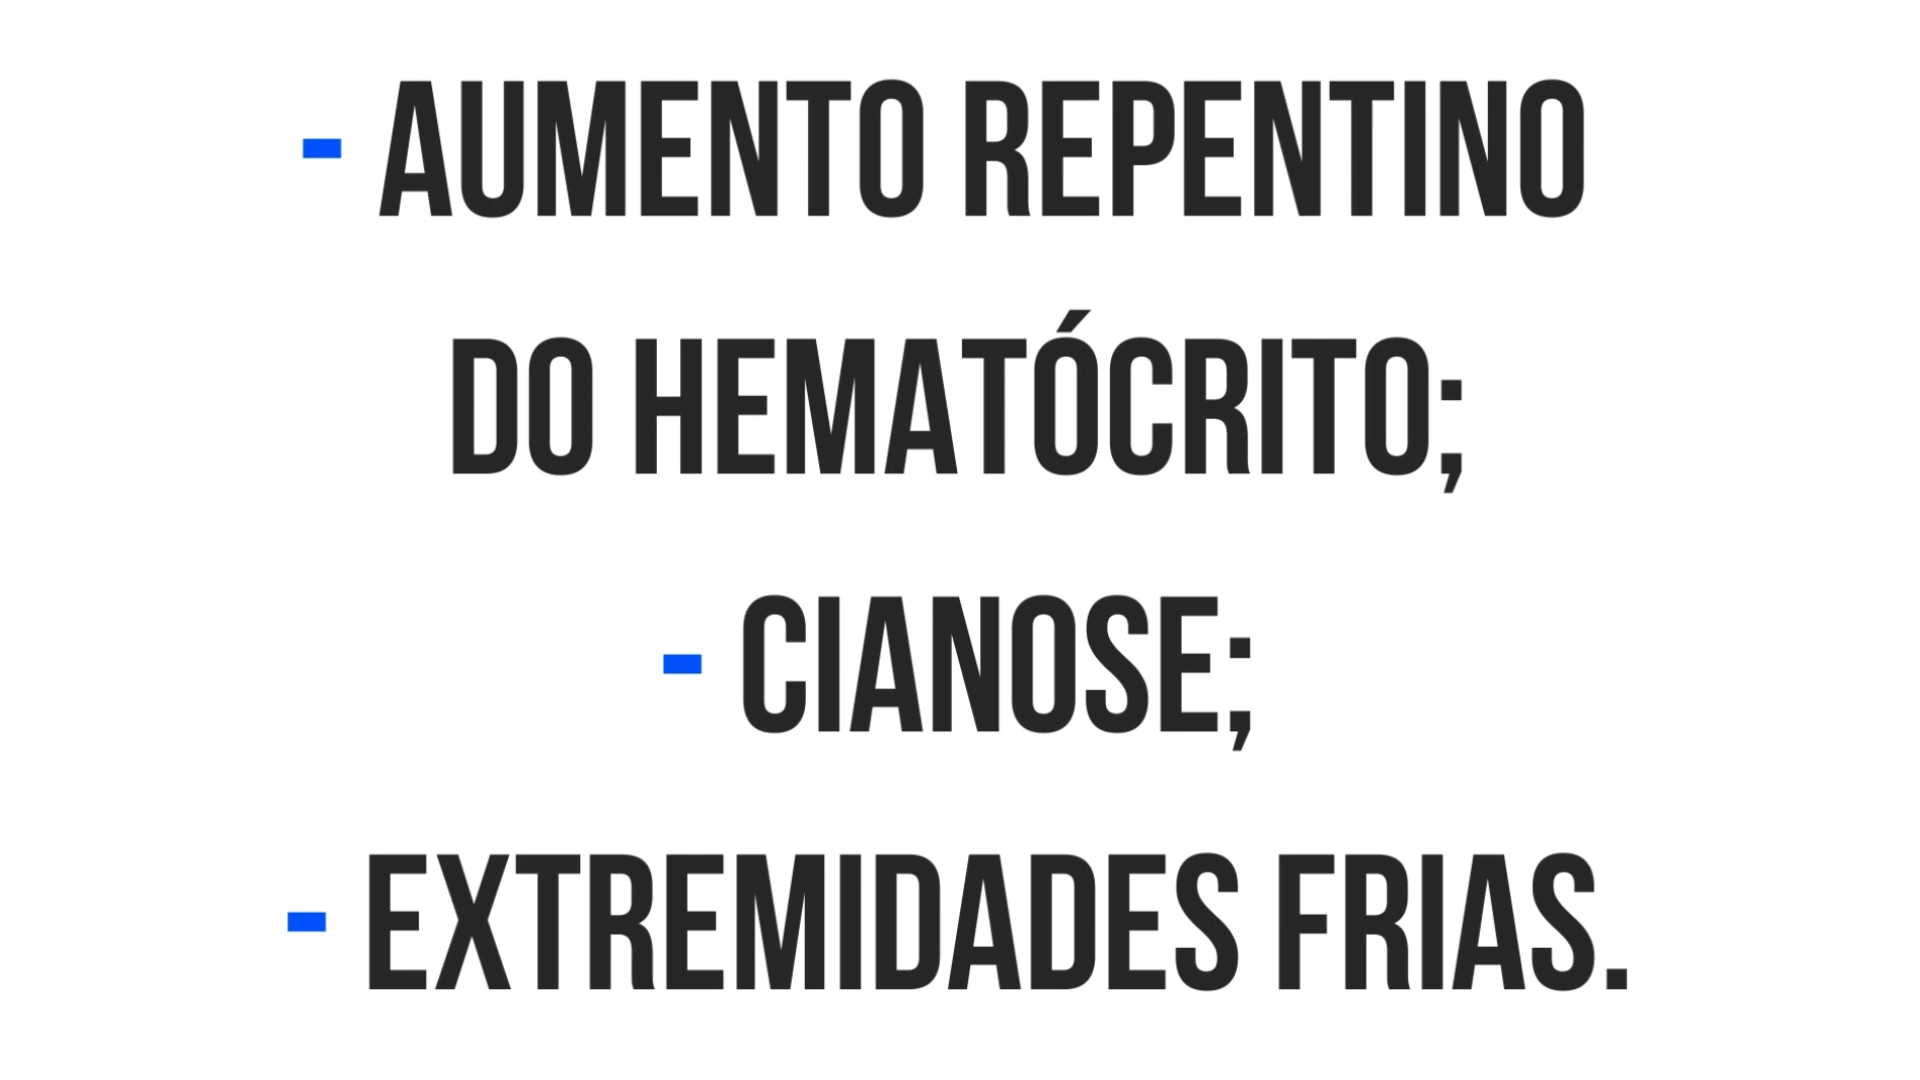 - AUMENTO REPENTINO
DO HEMATÓCRITO;
- CIANOSE;
- EXTREMIDADES FRIAS.